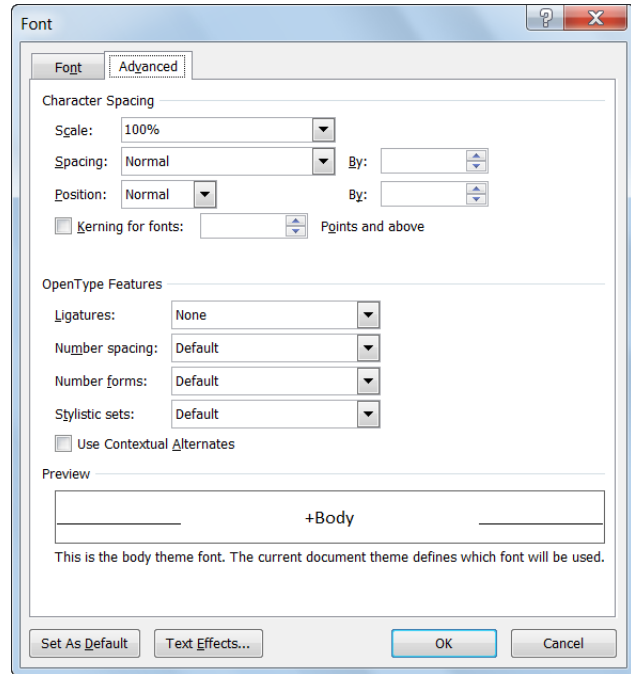 Font
Font Advanced
Character Spacing
Scale: 100%
Spacing: Normal By:
Position: Normal By:
Kerning for fonts: Points and above
OpenType Features
Ligatures: None
Number spacing: Default
Number forms: Default
Stylistic sets: Default
Use Contextual Alternates
Preview
+Body
This is the body theme font. The current document theme defines which font will be used.
Set As Default Text Effects... OK Cancel